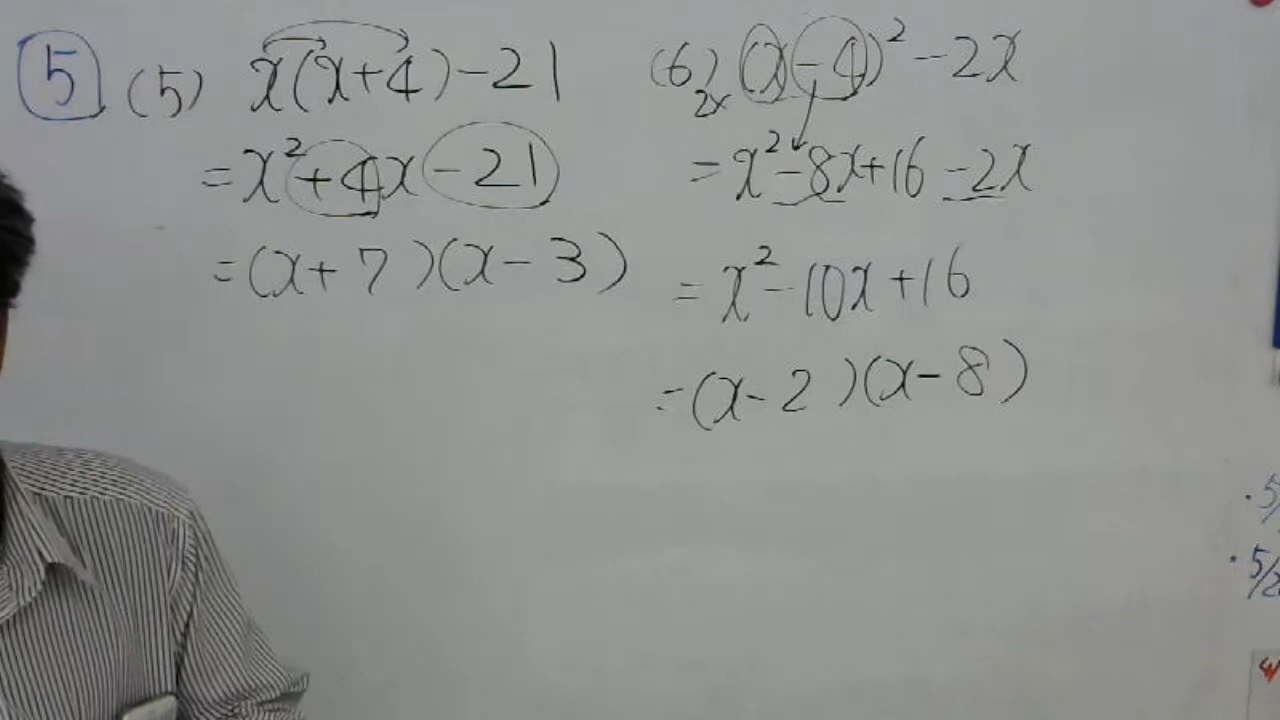 5 (5) x(x+4)-21
=x²+4x-21
=(x+7)(x-3)
(6) (x-4)²-2x
2x
=x²-8x+16-2x
=x²-10x+16
=(x-2)(x-8)